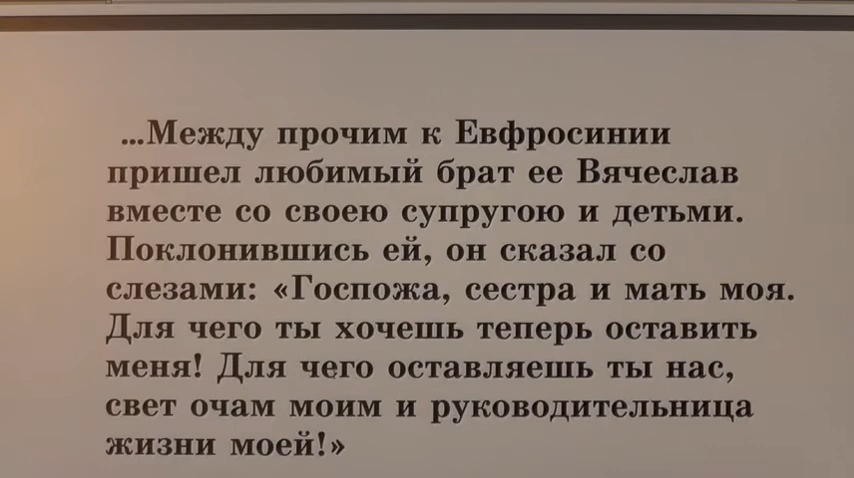 ...Между прочим к Евфросинии
пришел любимый брат ее Вячеслав
вместе со своею супругою и детьми.
Поклонившись ей, он сказал со
слезами: «Госпожа, сестра и мать моя.
Для чего ты хочешь теперь оставить
меня! Для чего оставляешь ты нас,
свет очам моим и руководительница
жизни моей!»